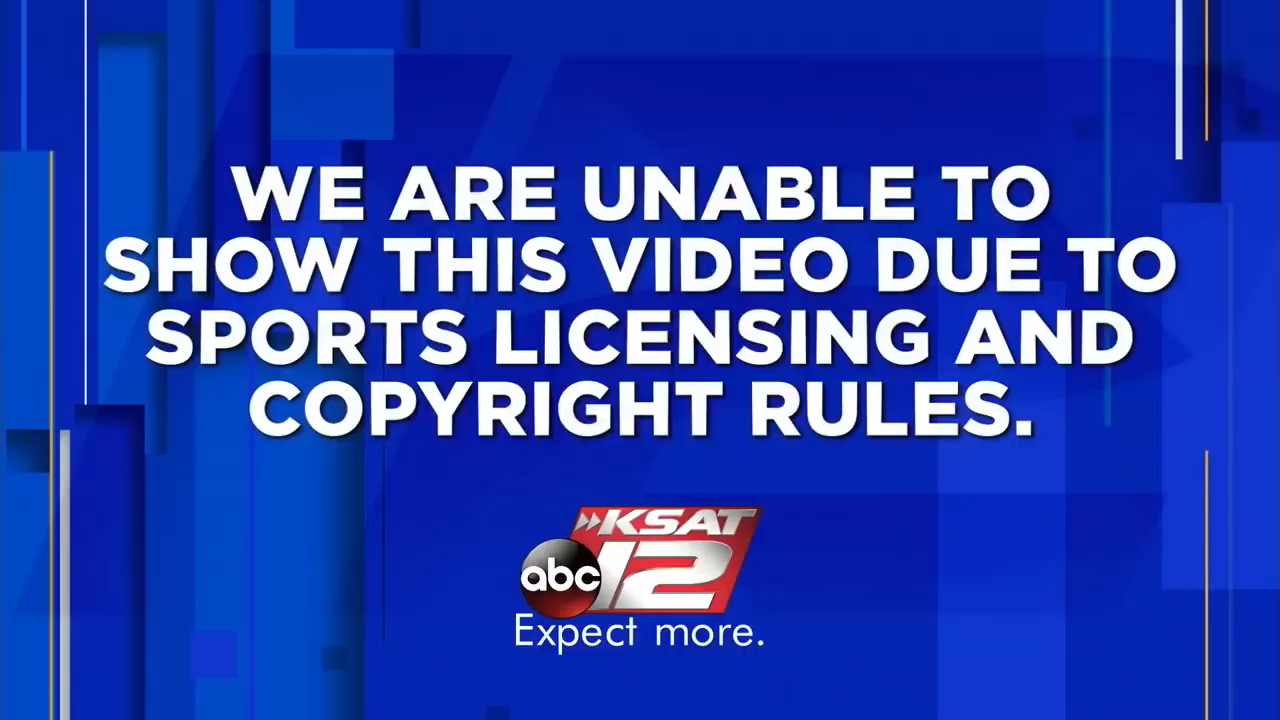 WE ARE UNABLE TO
SHOW THIS VIDEO DUE TO
SPORTS LICENSING AND
COPYRIGHT RULES.
KSAT
abc 12
Expect more.